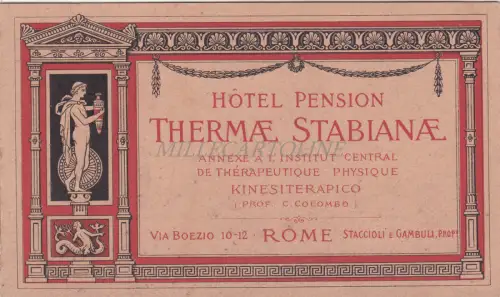 HÔTEL PENSION
THERMÆ STABIANÆ
MILLECARTOLINE
ANNEXE À L'INSTITUT CENTRAL
DE THÉRAPEUTIQUE PHYSIQUE
KINESITERAPICO
(PROF. C. COLOMBO)
VIA BOEZIO 10-12 - RÔME STACCIOLI & GAMBULI, PROP!